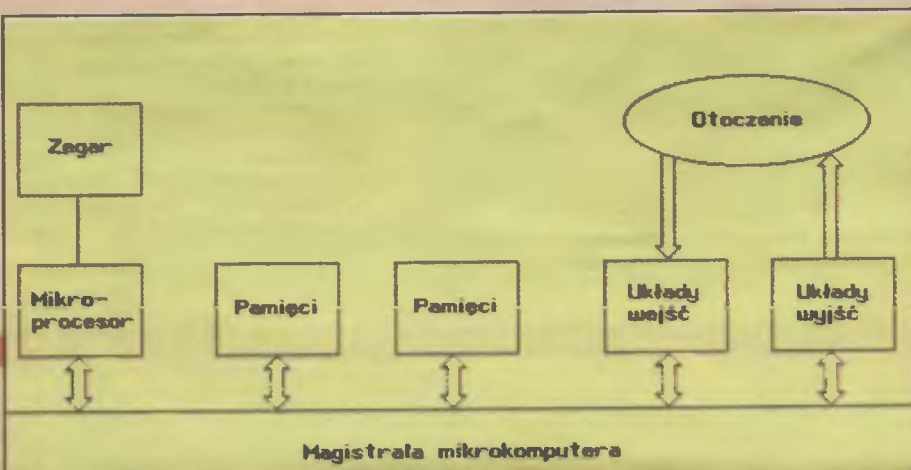 Otoczenie
Zegar
Mikro-
procesor
Pamięci
Pamięci
Układy
wejść
Układy
wyjść
Magistrala mikrokomputera